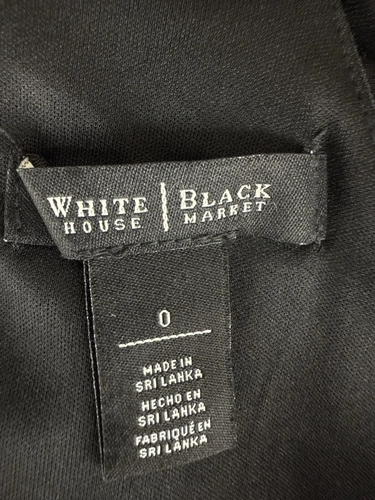 WHITE | BLACK
HOUSE MARKET
0
MADE IN
SRI LANKA
HECHO EN
SRI LANKA
FABRIQUÉ EN
SRI LANKA